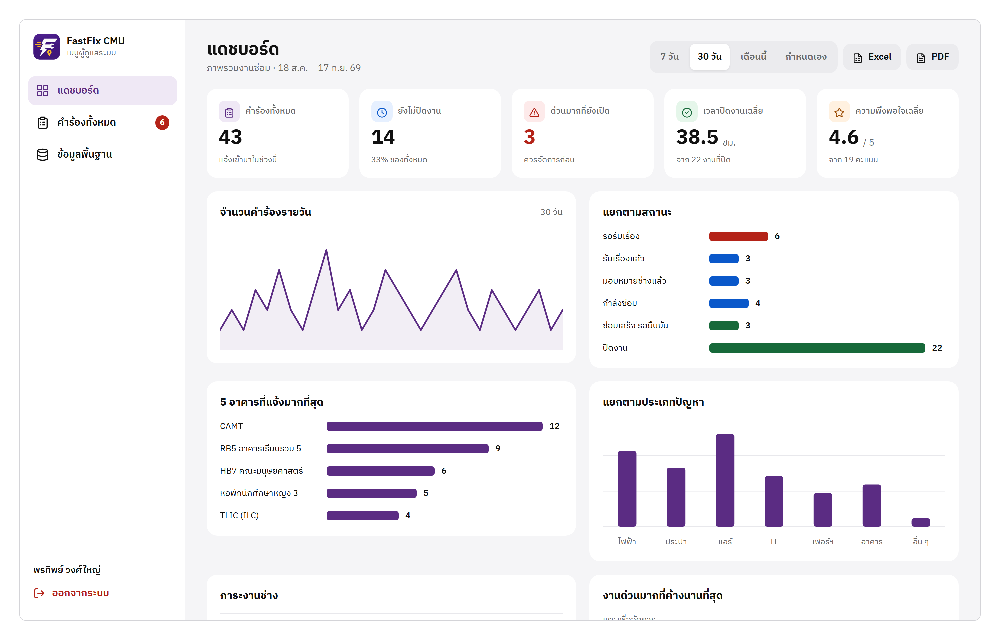 FastFix CMU
เมนูผู้ดูแลระบบ
แดชบอร์ด
คำร้องทั้งหมด 6
ข้อมูลพื้นฐาน
พรทิพย์ วงศ์ใหญ่
ออกจากระบบ
แดชบอร์ด
ภาพรวมงานซ่อม · 18 ส.ค. – 17 ก.ย. 69
7 วัน 30 วัน เดือนนี้ กำหนดเอง Excel PDF
คำร้องทั้งหมด
43
แจ้งเข้ามาในช่วงนี้
ยังไม่ปิดงาน
14
33% ของทั้งหมด
ด่วนมากที่ยังเปิด
3
ควรจัดการก่อน
เวลาปิดงานเฉลี่ย
38.5 ชม.
จาก 22 งานที่ปิด
ความพึงพอใจเฉลี่ย
4.6 / 5
จาก 19 คะแนน
จำนวนคำร้องรายวัน 30 วัน
แยกตามสถานะ
รอรับเรื่อง 6
รับเรื่องแล้ว 3
มอบหมายช่างแล้ว 3
กำลังซ่อม 4
ซ่อมเสร็จ รอยืนยัน 3
ปิดงาน 22
5 อาคารที่แจ้งมากที่สุด
CAMT 12
RB5 อาคารเรียนรวม 5 9
HB7 คณะมนุษยศาสตร์ 6
หอพักนักศึกษาหญิง 3 5
TLIC (ILC) 4
แยกตามประเภทปัญหา
ไฟฟ้า ประปา แอร์ IT เฟอร์ฯ อาคาร อื่น ๆ
ภาระงานช่าง
งานด่วนมากที่ค้างนานที่สุด
แตะเพื่อจัดการ